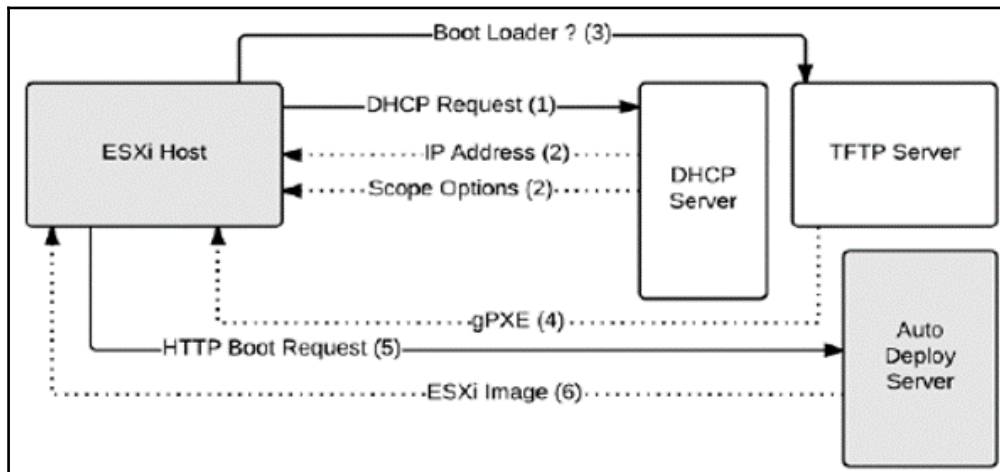 Boot Loader ? (3)
ESXi Host
DHCP Request (1)
IP Address (2)
Scope Options (2)
DHCP
Server
TFTP Server
gPXE (4)
HTTP Boot Request (5)
ESXi Image (6)
Auto
Deploy
Server